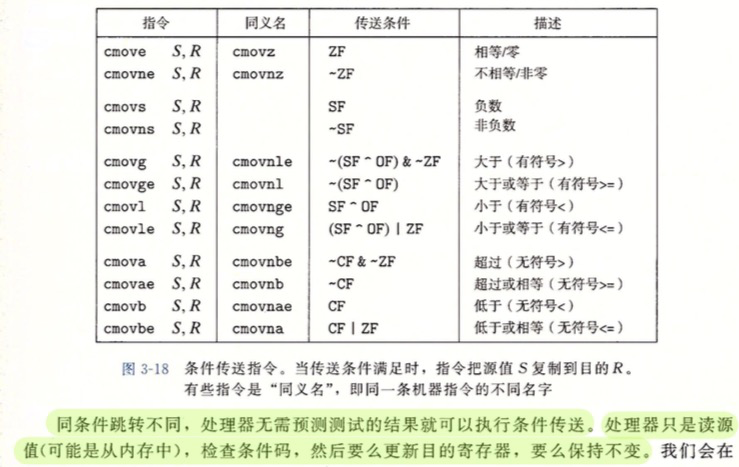 指令 同义名 传送条件 描述
cmove S, R cmovz ZF 相等/零
cmovne S, R cmovnz ~ZF 不相等/非零
cmovs S, R SF 负数
cmovns S, R ~SF 非负数
cmovg S, R cmovnle ~(SF ^ OF) & ~ZF 大于(有符号>)
cmovge S, R cmovnl ~(SF ^ OF) 大于或等于(有符号>=)
cmovl S, R cmovnge SF ^ OF 小于(有符号<)
cmovle S, R cmovng (SF ^ OF) | ZF 小于或等于(有符号<=)
cmova S, R cmovnbe ~CF & ~ZF 超过(无符号>)
cmovae S, R cmovnb ~CF 超过或相等(无符号>=)
cmovb S, R cmovnae CF 低于(无符号<)
cmovbe S, R cmovna CF | ZF 低于或相等(无符号<=)
图 3-18 条件传送指令。当传送条件满足时,指令把源值 S 复制到目的 R。
有些指令是“同义名”,即同一条机器指令的不同名字
同条件跳转不同,处理器无需预测测试的结果就可以执行条件传送。处理器只是读源
值(可能是从内存中),检查条件码,然后要么更新目的寄存器,要么保持不变。我们会在